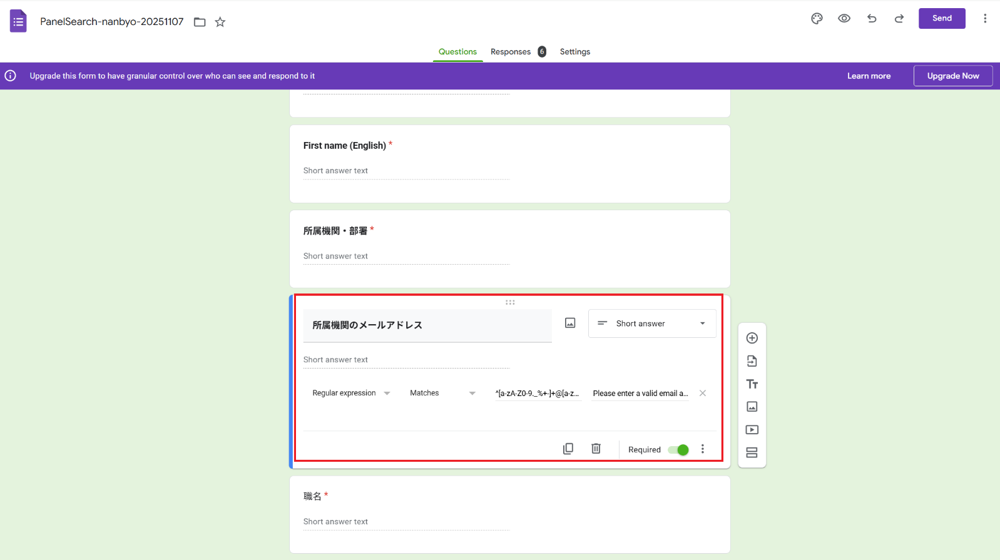 PanelSearch-nanbyo-20251107
Send
Questions
Responses 6
Settings
Upgrade this form to have granular control over who can see and respond to it
Learn more
Upgrade Now
First name (English) *
Short answer text
所属機関・部署 *
Short answer text
所属機関のメールアドレス
Short answer
Short answer text
Regular expression
Matches
^[a-zA-Z0-9._%+-]+@[a-z...
Please enter a valid email a...
Required
職名 *
Short answer text